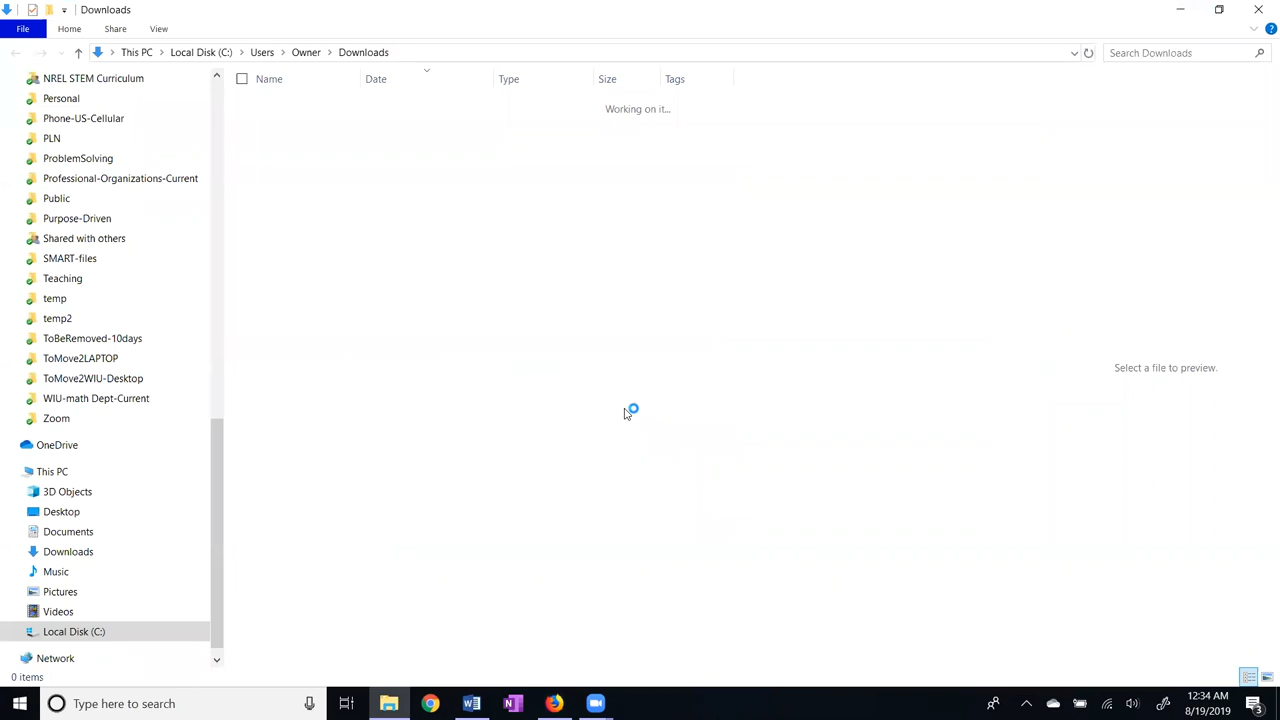 Downloads
File Home Share View
This PC Local Disk (C:) Users Owner Downloads Search Downloads
Name Date Type Size Tags
Working on it...
NREL STEM Curriculum
Personal
Phone-US-Cellular
PLN
ProblemSolving
Professional-Organizations-Current
Public
Purpose-Driven
Shared with others
SMART-files
Teaching
temp
temp2
ToBeRemoved-10days
ToMove2LAPTOP
ToMove2WIU-Desktop
WIU-math Dept-Current
Zoom
OneDrive
This PC
3D Objects
Desktop
Documents
Downloads
Music
Pictures
Videos
Local Disk (C:)
Network
Select a file to preview.
0 items
Type here to search
12:34 AM
8/19/2019
3